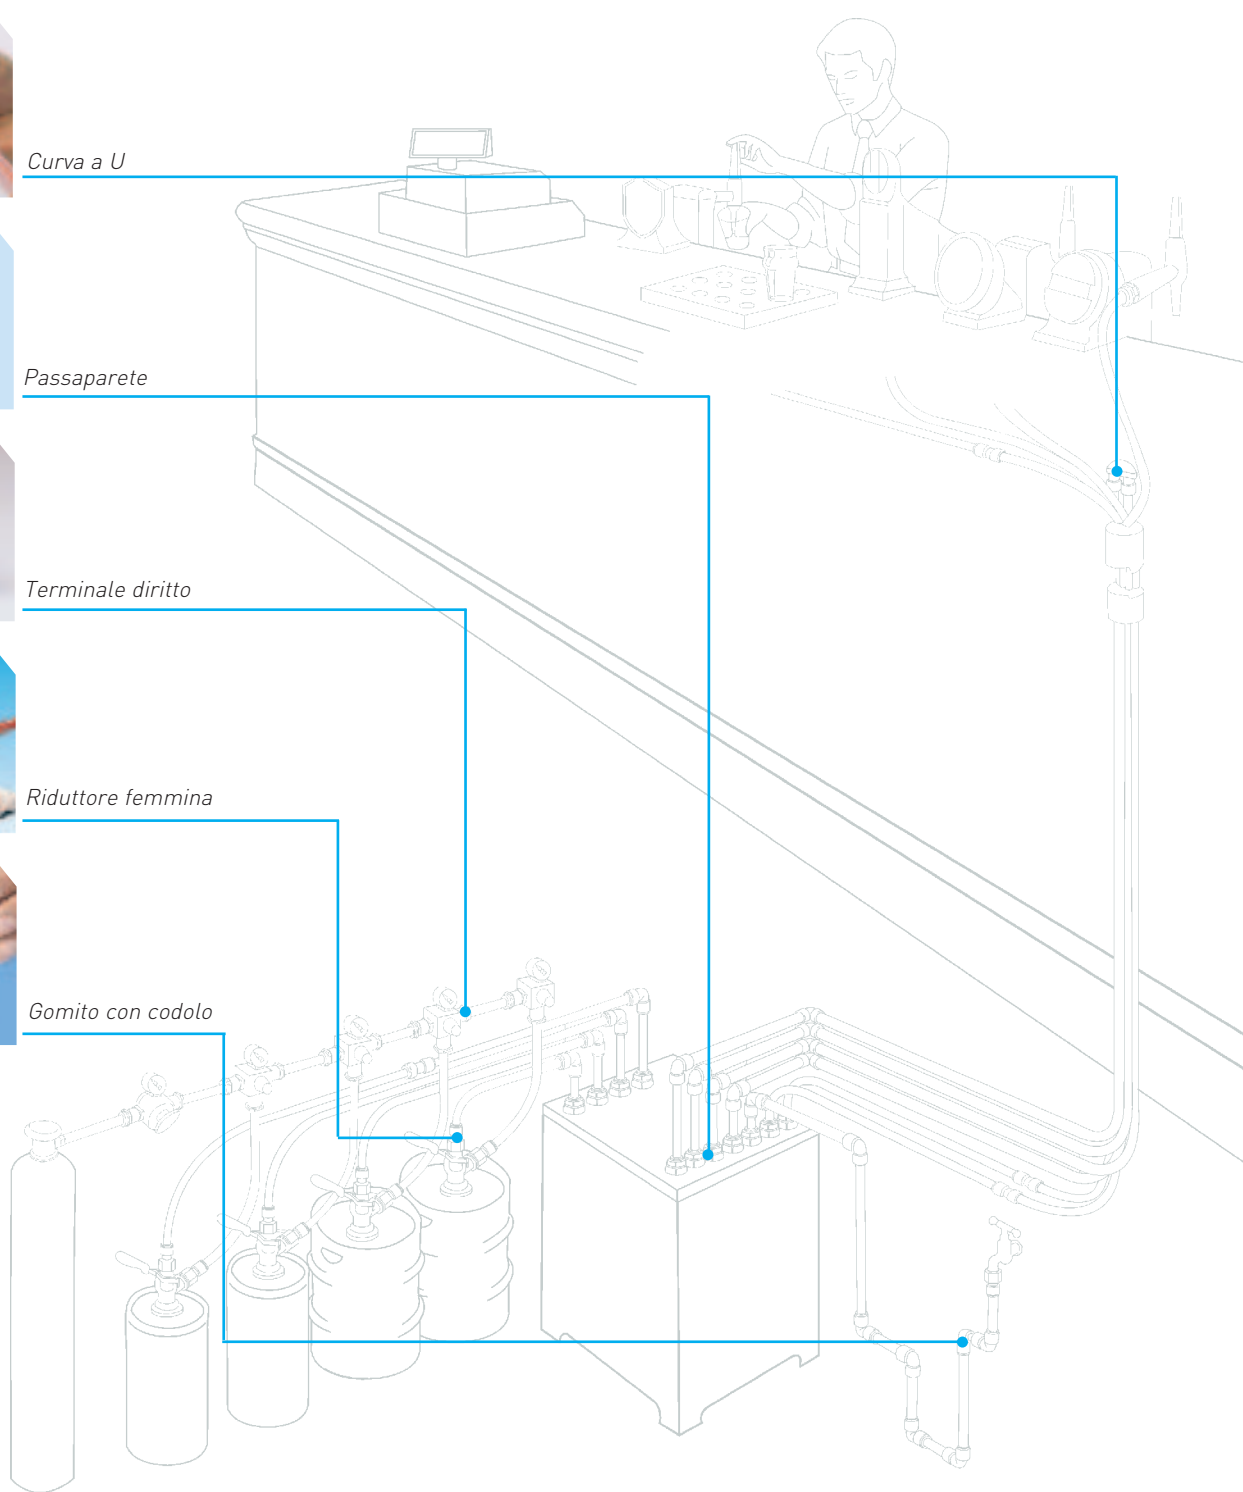 Curva a U
Passaparete
Terminale diritto
Riduttore femmina
Gomito con codolo